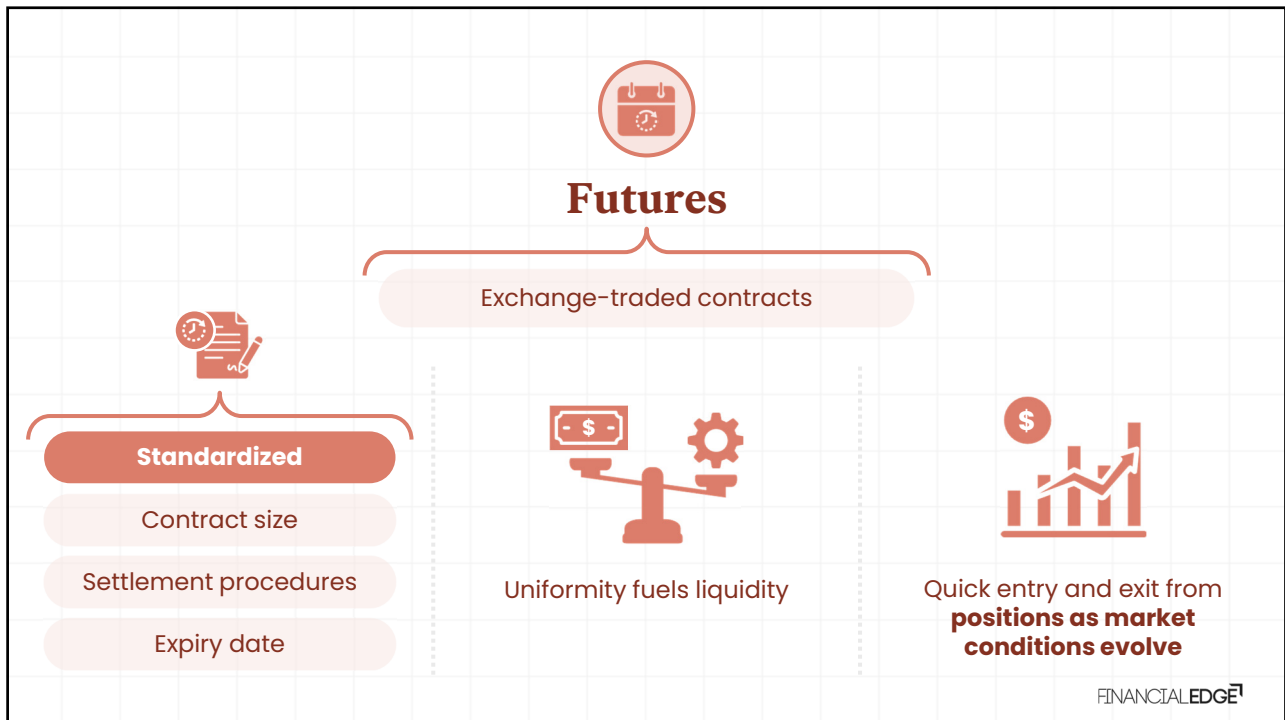 Futures
Exchange-traded contracts
Standardized
Contract size
Settlement procedures
Expiry date
$
Uniformity fuels liquidity
$
Quick entry and exit from
positions as market
conditions evolve
FINANCIALEDGE